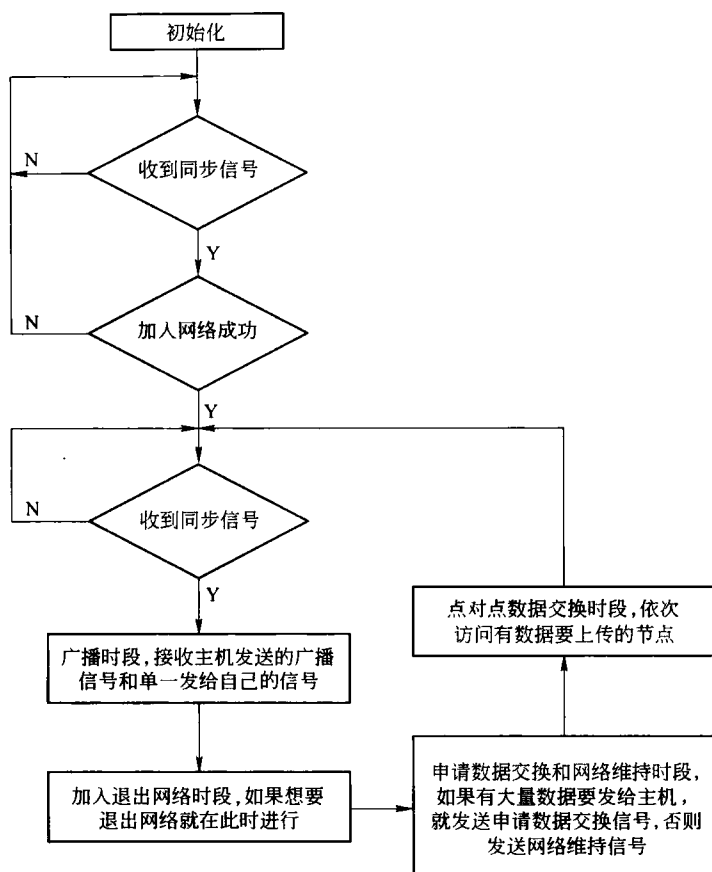 初始化
N
收到同步信号
Y
N
加入网络成功
Y
N
收到同步信号
Y
广播时段，接收主机发送的广播
信号和单一发给自己的信号
加入退出网络时段，如果想要
退出网络就在此时进行
点对点数据交换时段，依次
访问有数据要上传的节点
申请数据交换和网络维持时段，
如果有大量数据要发给主机，
就发送申请数据交换信号，否则
发送网络维持信号